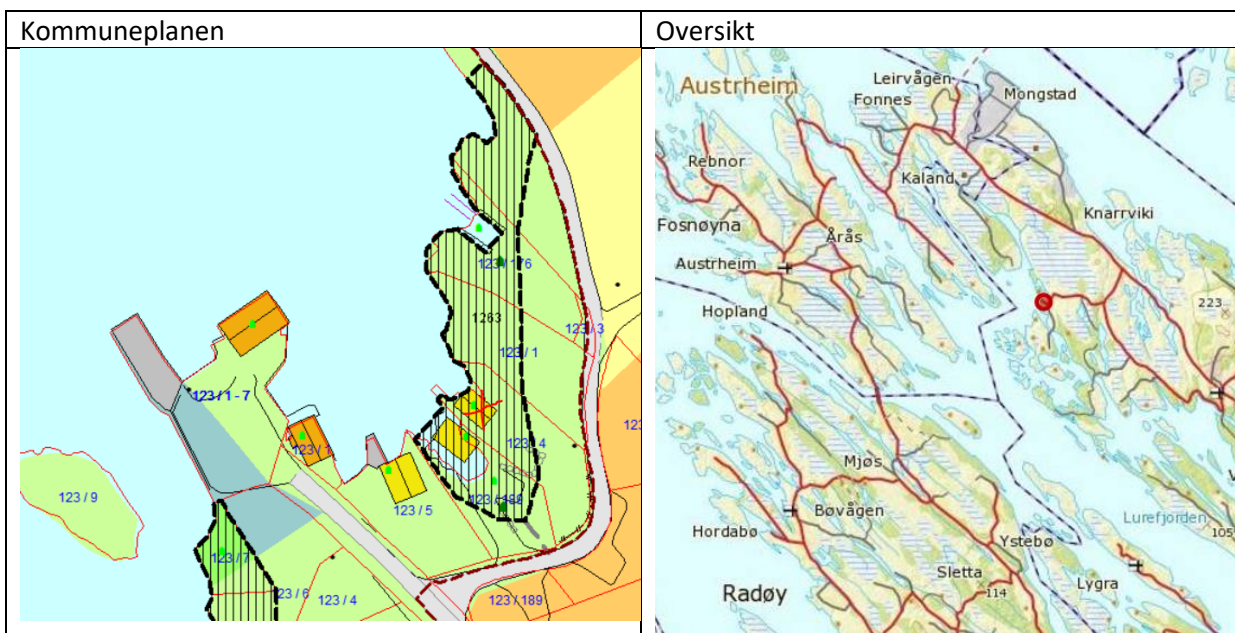 Kommuneplanen
123 / 176
1263
123 / 3
123 / 1
123 / 1 - 7
123 / 1
123 / 4
123 / 9
123 / 5
123 / 7
123 / 6
123 / 4
123 / 189
Oversikt
Austrheim
Leirvågen
Fonnes
Mongstad
Rebnor
Kaland
Knarrviki
Fosnøyna
Årås
Austrheim
Hopland
223
Mjøs
Bøvågen
Hordabø
Lurefjorden
Ystebø
Sletta
114
Lygra
Radøy